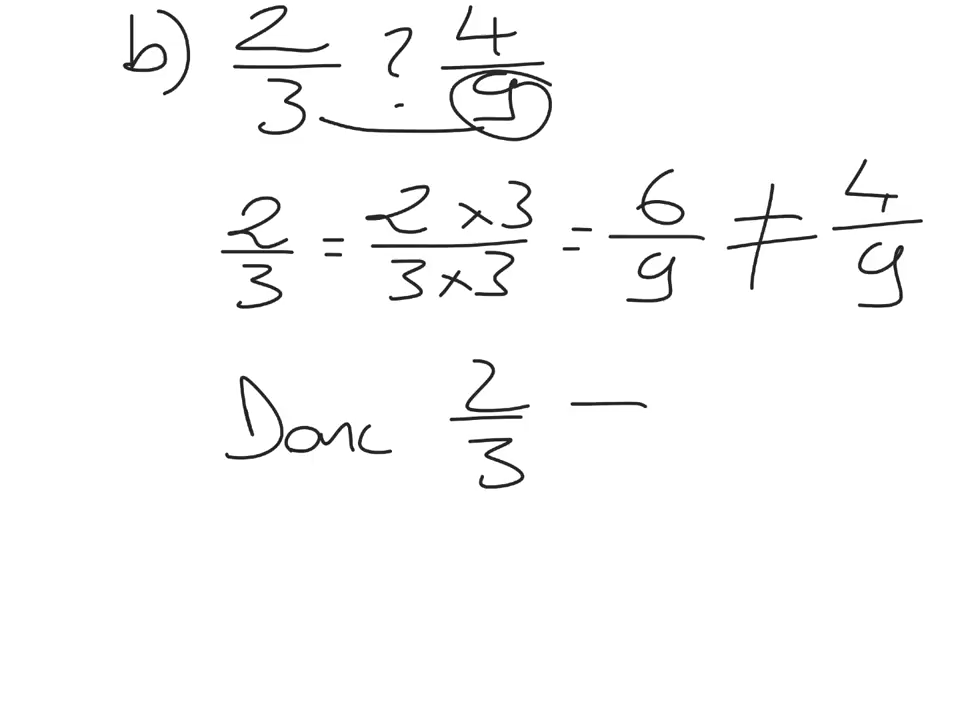 b) 2/3 ? 4/9
2/3 = 2×3/3×3 = 6/9 ≠ 4/9
Donc 2/3 —